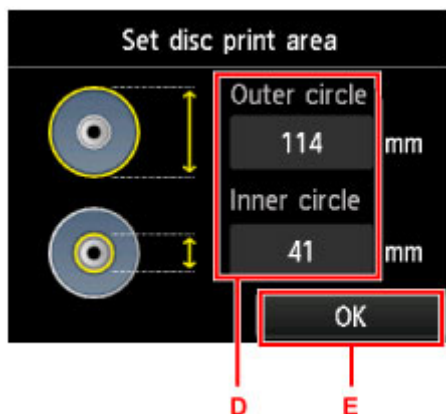 Set disc print area
Outer circle
114 mm
Inner circle
41 mm
OK
D E